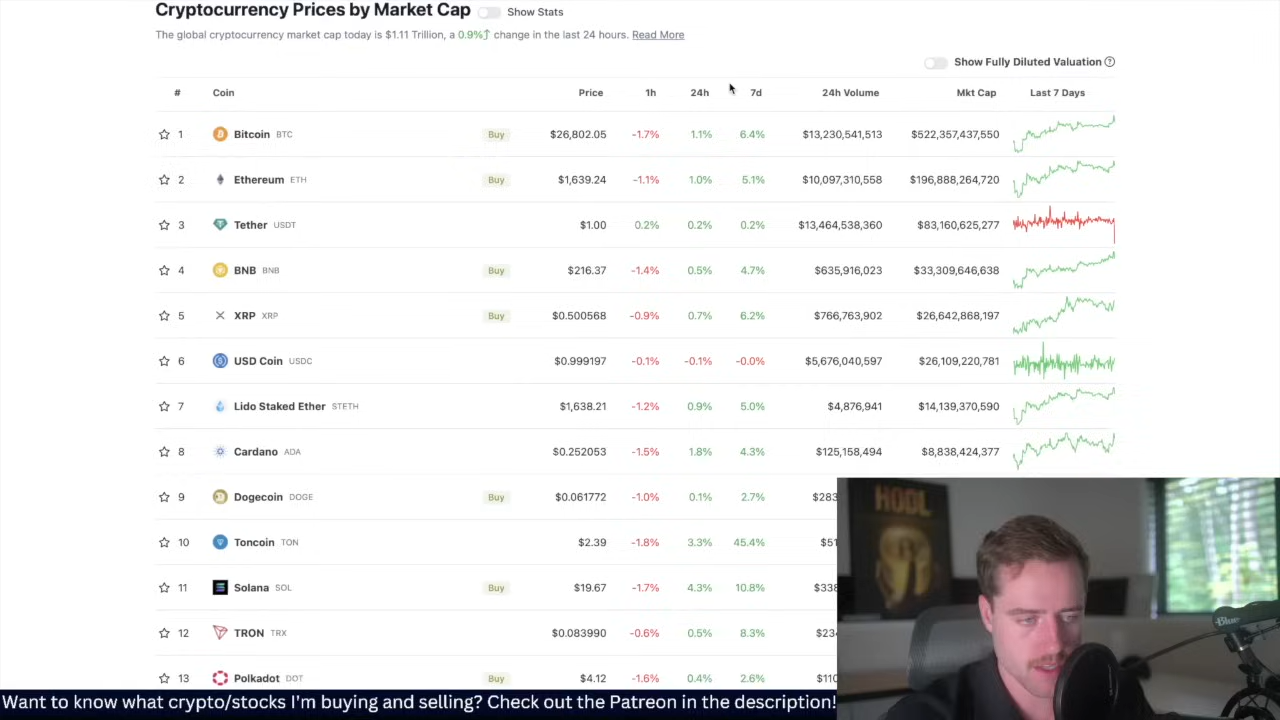 Cryptocurrency Prices by Market Cap Show Stats
The global cryptocurrency market cap today is $1.11 Trillion, a 0.9% change in the last 24 hours. Read More
Show Fully Diluted Valuation ?
# Coin Price 1h 24h 7d 24h Volume Mkt Cap Last 7 Days
1 Bitcoin BTC Buy $26,802.05 -1.7% 1.1% 6.4% $13,230,541,513 $522,357,437,550
2 Ethereum ETH Buy $1,639.24 -1.1% 1.0% 5.1% $10,097,310,558 $196,888,264,720
3 Tether USDT $1.00 0.2% 0.2% 0.2% $13,464,538,360 $83,160,625,277
4 BNB BNB Buy $216.37 -1.4% 0.5% 4.7% $635,916,023 $33,309,646,638
5 XRP XRP Buy $0.500568 -0.9% 0.7% 6.2% $766,763,902 $26,642,868,197
6 USD Coin USDC $0.999197 -0.1% -0.1% -0.0% $5,676,040,597 $26,109,220,781
7 Lido Staked Ether STETH $1,638.21 -1.2% 0.9% 5.0% $4,876,941 $14,139,370,590
8 Cardano ADA $0.252053 -1.5% 1.8% 4.3% $125,158,494 $8,838,424,377
9 Dogecoin DOGE Buy $0.061772 -1.0% 0.1% 2.7% $283
10 Toncoin TON $2.39 -1.8% 3.3% 45.4% $51
11 Solana SOL Buy $19.67 -1.7% 4.3% 10.8% $338
12 TRON TRX $0.083990 -0.6% 0.5% 8.3% $234
13 Polkadot DOT Buy $4.12 -1.6% 0.4% 2.6% $110
HODL
Blue
Want to know what crypto/stocks I'm buying and selling? Check out the Patreon in the description!